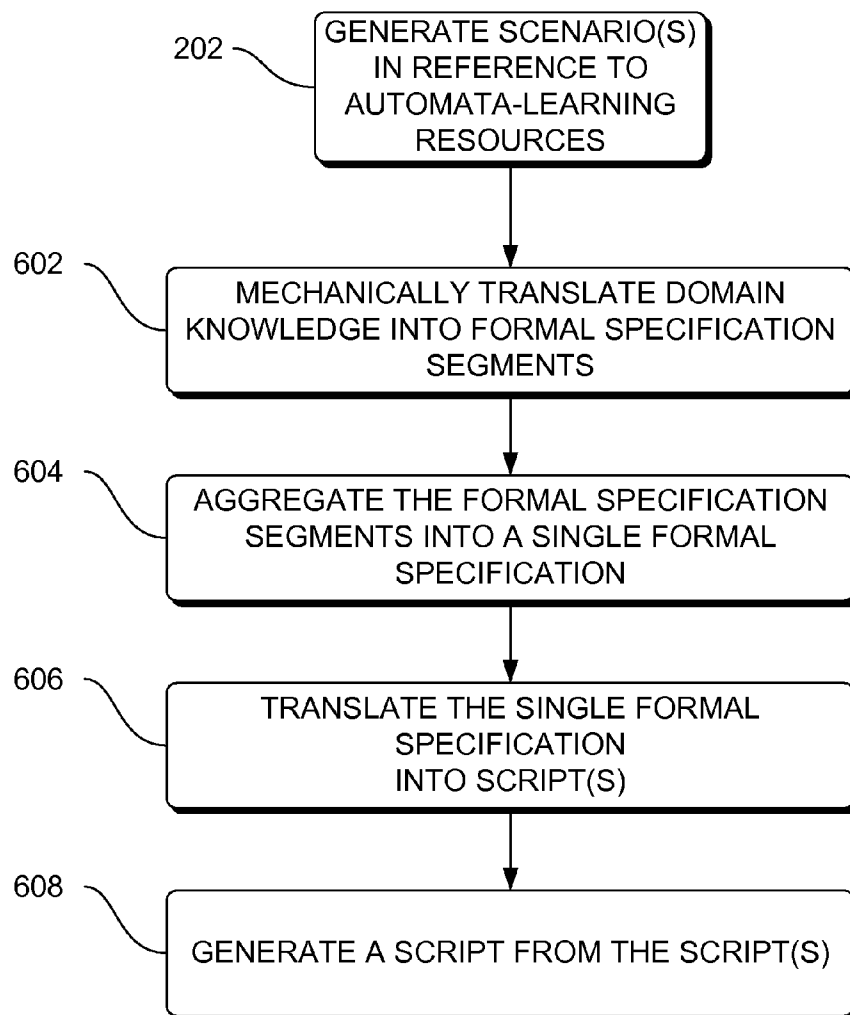 202
GENERATE SCENARIO(S)
IN REFERENCE TO
AUTOMATA-LEARNING
RESOURCES
602
MECHANICALLY TRANSLATE DOMAIN
KNOWLEDGE INTO FORMAL SPECIFICATION
SEGMENTS
604
AGGREGATE THE FORMAL SPECIFICATION
SEGMENTS INTO A SINGLE FORMAL
SPECIFICATION
606
TRANSLATE THE SINGLE FORMAL
SPECIFICATION
INTO SCRIPT(S)
608
GENERATE A SCRIPT FROM THE SCRIPT(S)